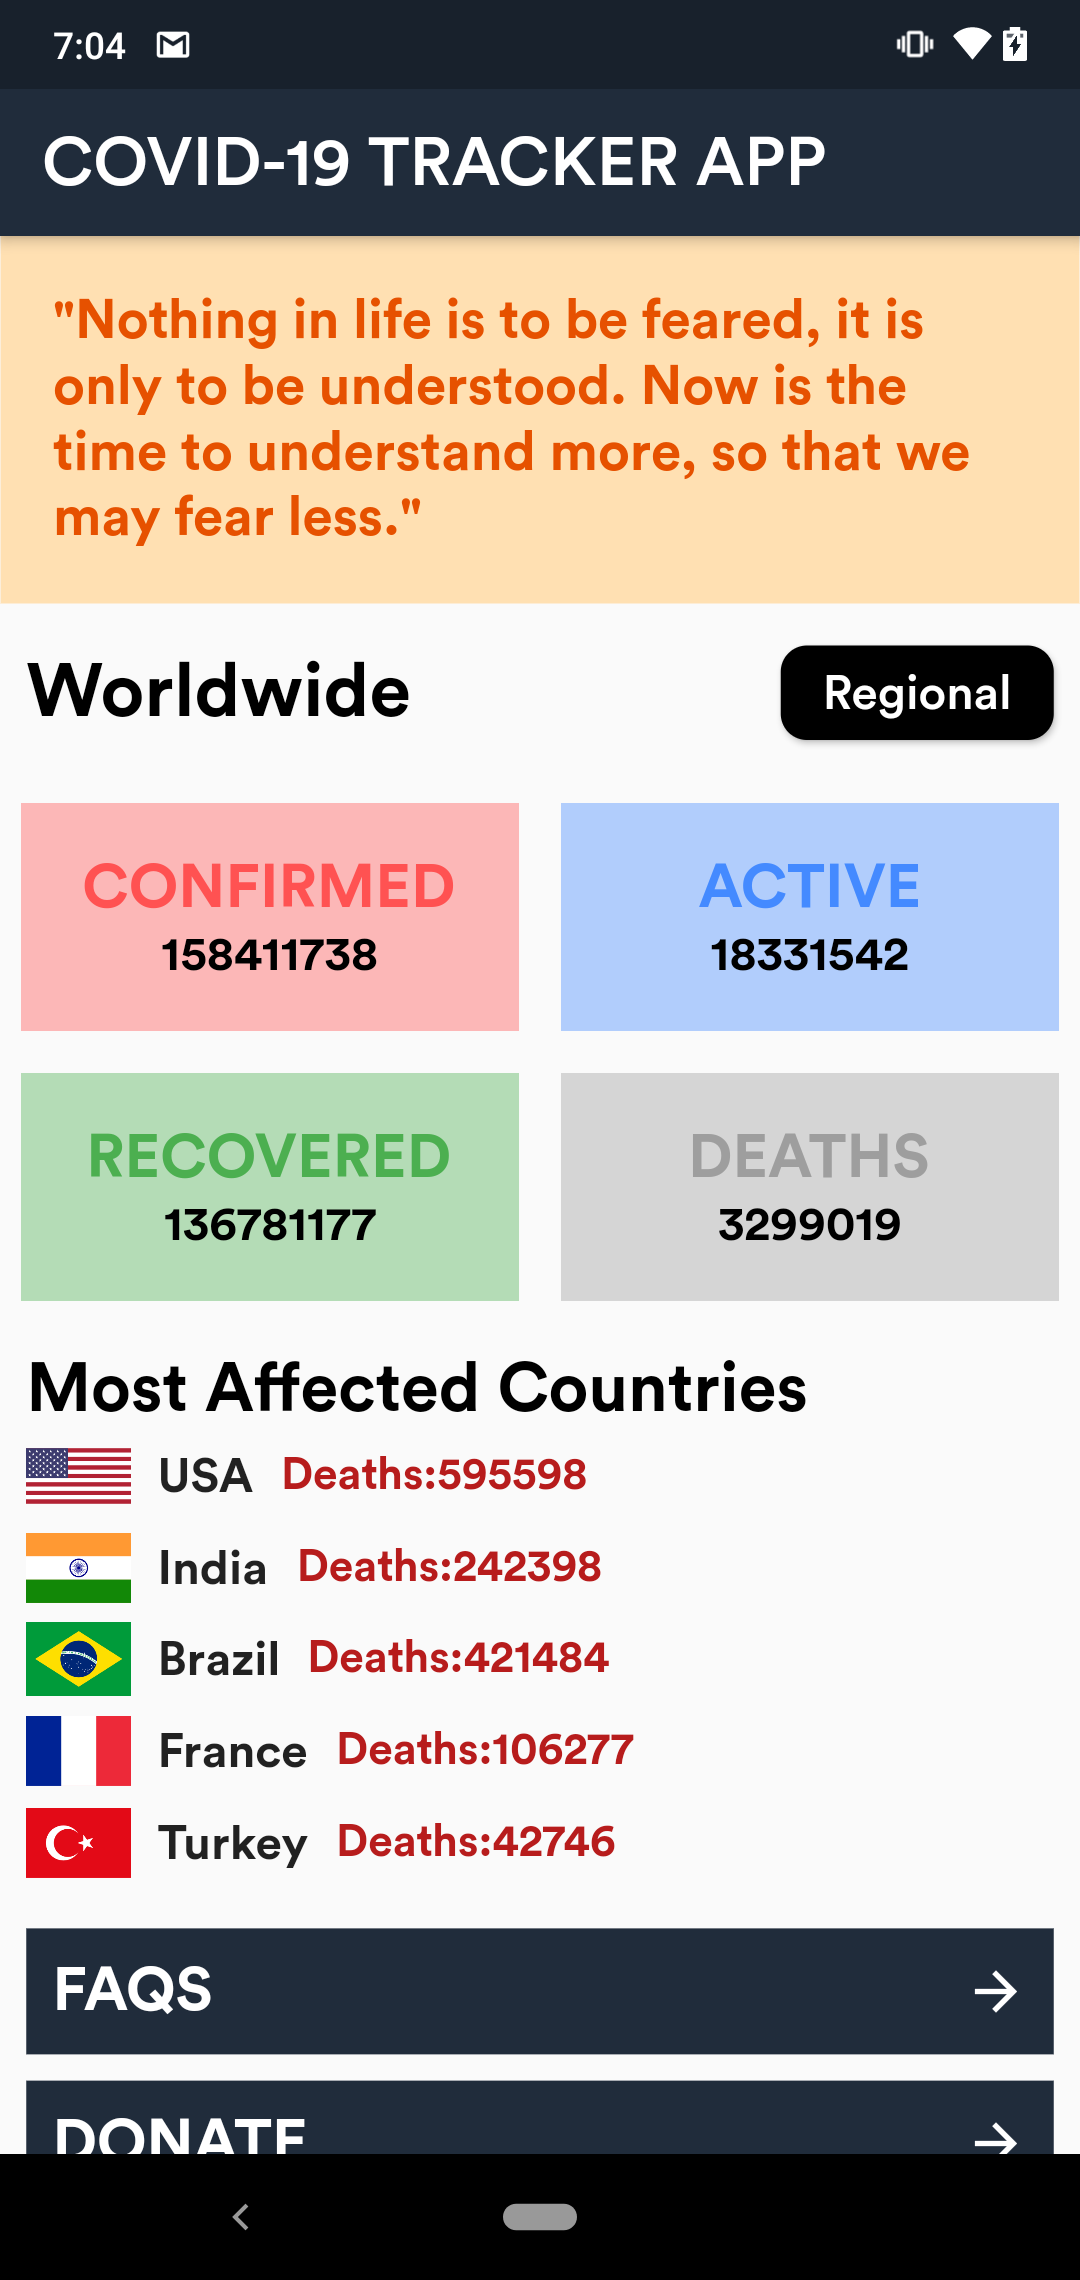 7:04
COVID-19 TRACKER APP
"Nothing in life is to be feared, it is
only to be understood. Now is the
time to understand more, so that we
may fear less."
Worldwide
Regional
CONFIRMED
158411738
ACTIVE
18331542
RECOVERED
136781177
DEATHS
3299019
Most Affected Countries
USA Deaths:595598
India Deaths:242398
Brazil Deaths:421484
France Deaths:106277
Turkey Deaths:42746
FAQS
DONATE